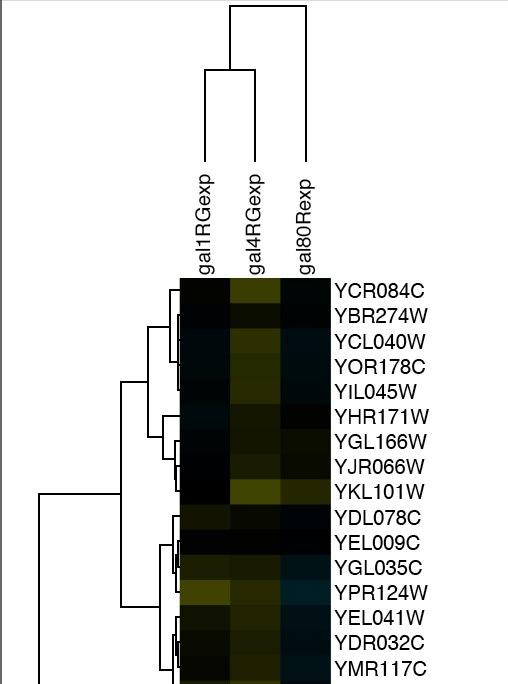 gal1RGexp
gal4RGexp
gal80Rexp
YCR084C
YBR274W
YCL040W
YOR178C
YIL045W
YHR171W
YGL166W
YJR066W
YKL101W
YDL078C
YEL009C
YGL035C
YPR124W
YEL041W
YDR032C
YMR117C